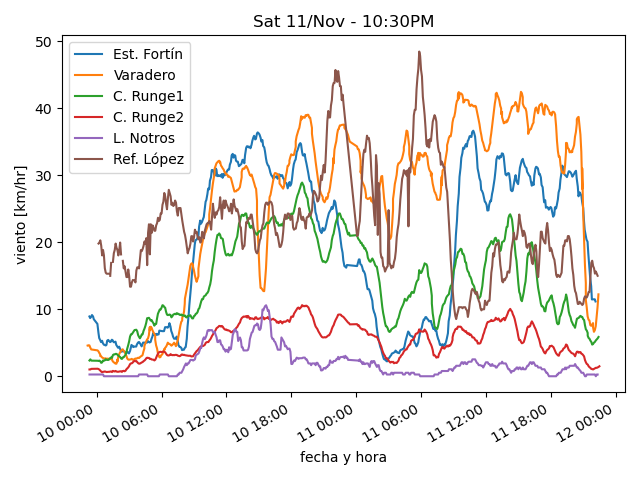 Sat 11/Nov - 10:30PM
50
40
30
20
10
0
viento [km/hr]
Est. Fortín
Varadero
C. Runge1
C. Runge2
L. Notros
Ref. López
10 00:00
10 06:00
10 12:00
10 18:00
11 00:00
11 06:00
11 12:00
11 18:00
12 00:00
fecha y hora